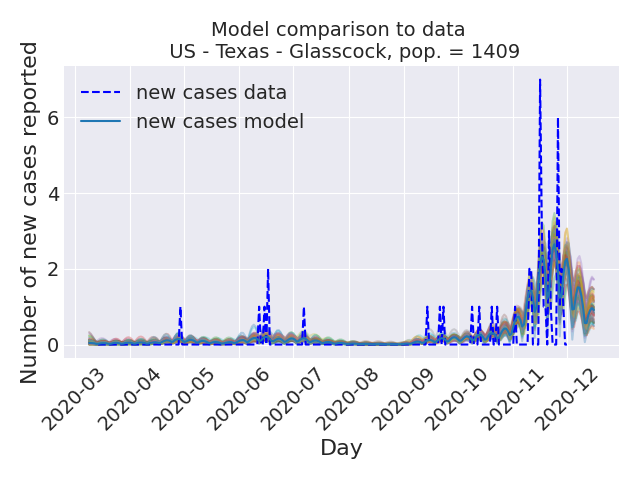 Model comparison to data
US - Texas - Glasscock, pop. = 1409
Number of new cases reported
6
4
2
0
new cases data
new cases model
2020-03
2020-04
2020-05
2020-06
2020-07
2020-08
2020-09
2020-10
2020-11
2020-12
Day